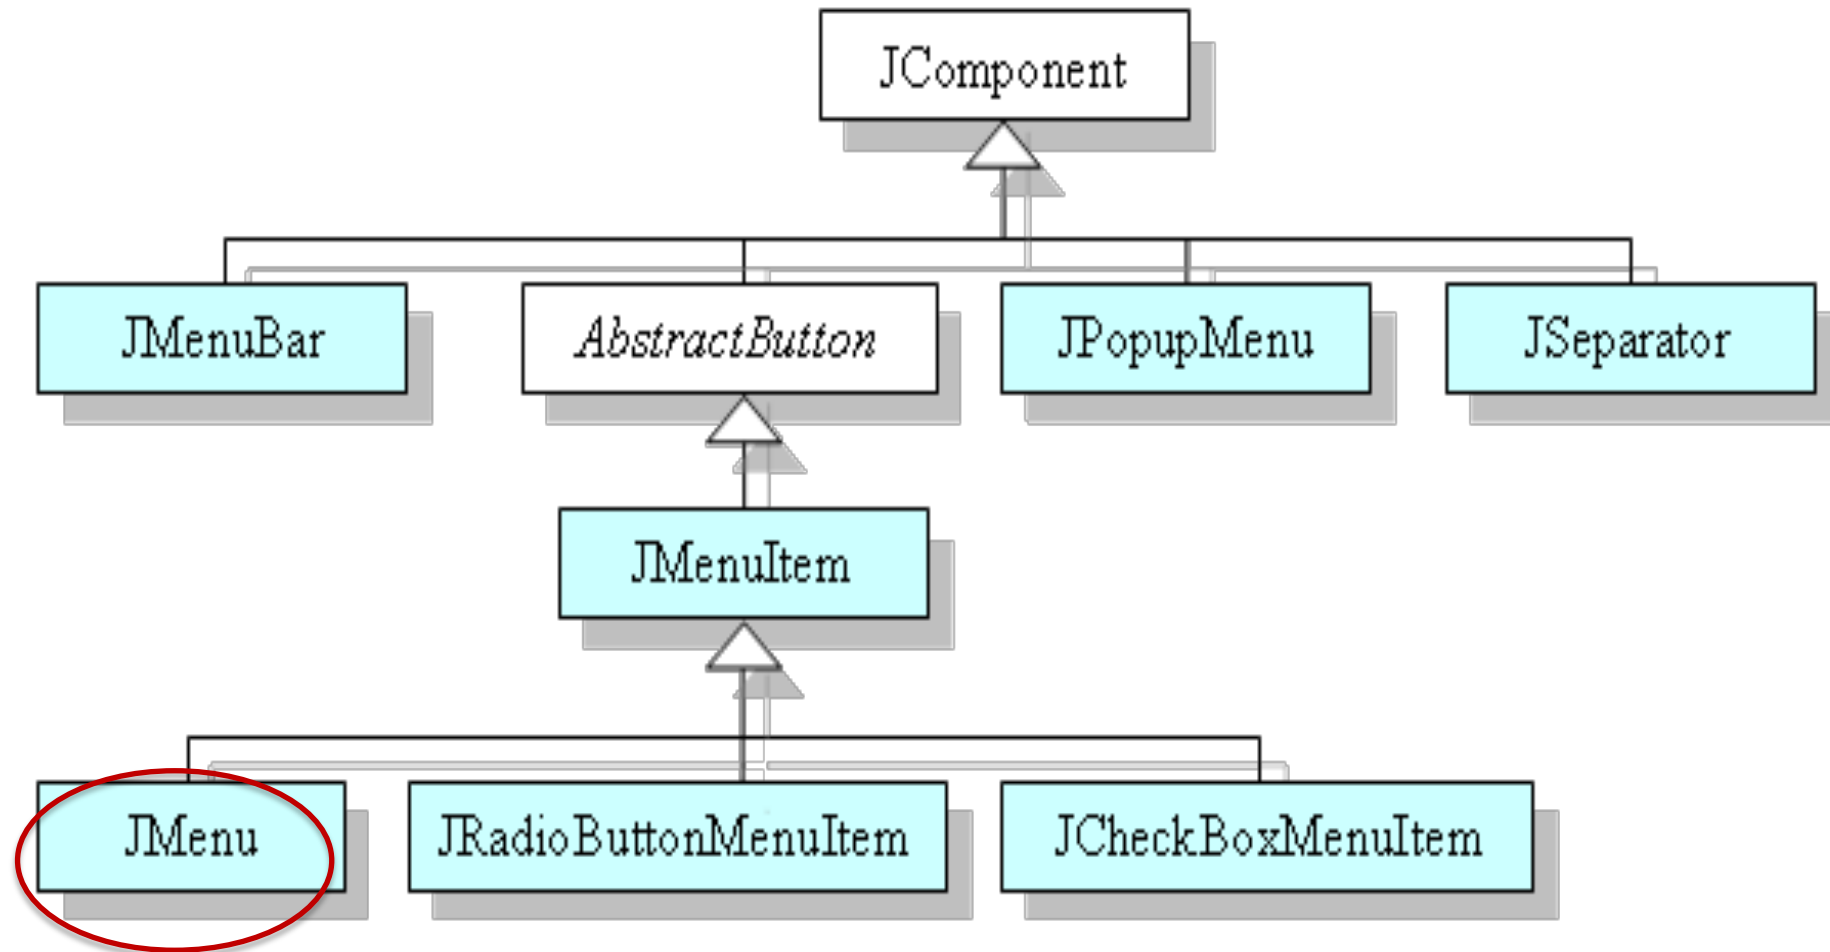 JComponent
JMenuBar
AbstractButton
JPopupMenu
JSeparator
JMenuItem
JMenu
JRadioButtonMenuItem
JCheckBoxMenuItem